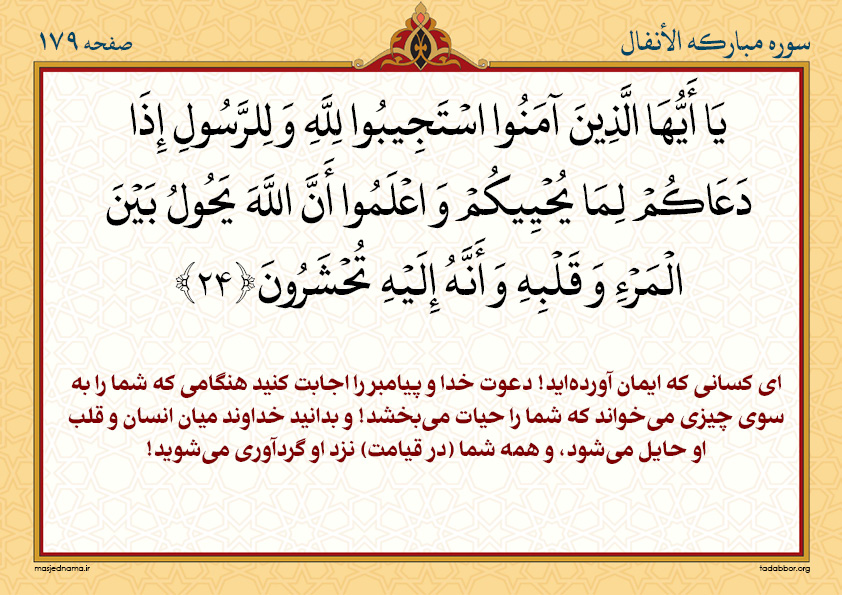 سوره مبارکه الأنفال
صفحه ۱۷۹
يَا أَيُّهَا الَّذِينَ آمَنُوا اسْتَجِيبُوا لِلَّهِ وَ لِلرَّسُولِ إِذَا
دَعَاكُمْ لِمَا يُحْيِيكُمْ وَ اعْلَمُوا أَنَّ اللَّهَ يَحُولُ بَيْنَ
الْمَرْءِ وَ قَلْبِهِ وَ أَنَّهُ إِلَيْهِ تُحْشَرُونَ ﴿۲۴﴾
ای کسانی که ایمان آورده‌اید! دعوت خدا و پیامبر را اجابت کنید هنگامی که شما را به
سوی چیزی می‌خواند که شما را حیات می‌بخشد! و بدانید خداوند میان انسان و قلب
او حایل می‌شود، و همه شما (در قیامت) نزد او گردآوری می‌شوید!
masjednama.ir
tadabbor.org